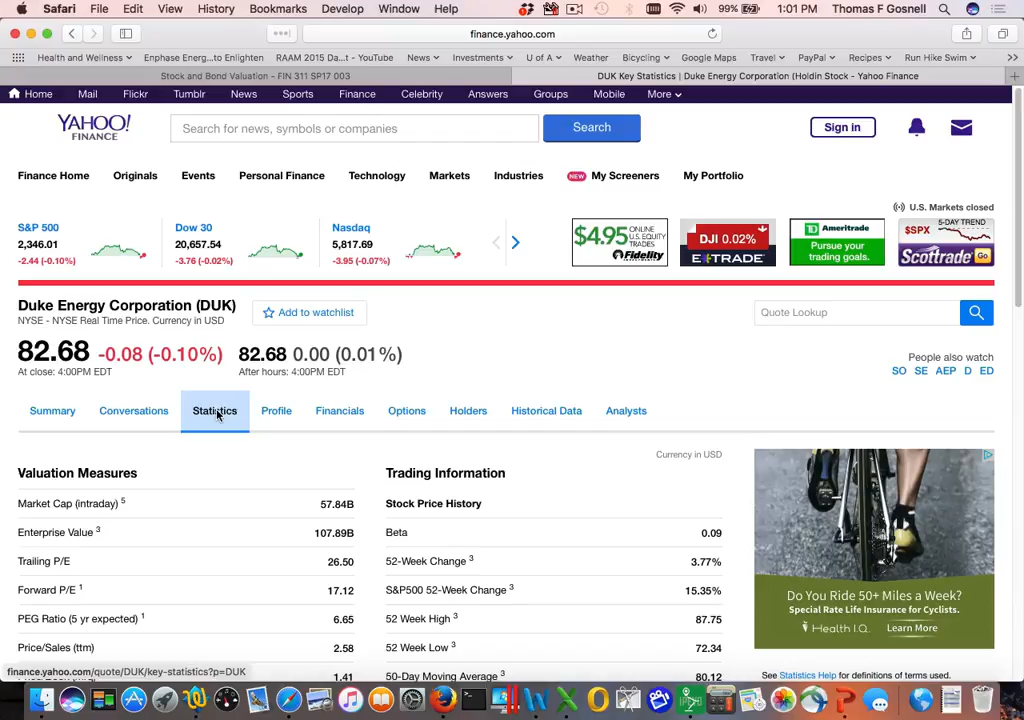 Safari File Edit View History Bookmarks Develop Window Help 99% 1:01 PM Thomas F Gosnell
finance.yahoo.com
Health and Wellness Enphase Energ...to Enlighten RAAM 2015 Da...t - YouTube News Investments U of A Weather Bicycling Google Maps Travel PayPal Recipes Run Hike Swim
Stock and Bond Valuation - FIN 311 SP17 003 DUK Key Statistics | Duke Energy Corporation (Holdin Stock - Yahoo Finance
Home Mail Flickr Tumblr News Sports Finance Celebrity Answers Groups Mobile More
YAHOO! FINANCE
Search for news, symbols or companies Search Sign in
Finance Home Originals Events Personal Finance Technology Markets Industries NEW My Screeners My Portfolio
U.S. Markets closed
S&P 500 Dow 30 Nasdaq
2,346.01 20,657.54 5,817.69
-2.44 (-0.10%) -3.76 (-0.02%) -3.95 (-0.07%)
$4.95 ONLINE U.S. EQUITY TRADES Fidelity
DJI 0.02% E*TRADE
TD Ameritrade Pursue your trading goals.
5-DAY TREND $SPX Scottrade Go
Duke Energy Corporation (DUK) Add to watchlist
NYSE - NYSE Real Time Price. Currency in USD
Quote Lookup
82.68 -0.08 (-0.10%) 82.68 0.00 (0.01%)
At close: 4:00PM EDT After hours: 4:00PM EDT
People also watch
SO SE AEP D ED
Summary Conversations Statistics Profile Financials Options Holders Historical Data Analysts
Currency in USD
Valuation Measures
Market Cap (intraday) 5 57.84B
Enterprise Value 3 107.89B
Trailing P/E 26.50
Forward P/E 1 17.12
PEG Ratio (5 yr expected) 1 6.65
Price/Sales (ttm) 2.58
1.41
Trading Information
Stock Price History
Beta 0.09
52-Week Change 3 3.77%
S&P500 52-Week Change 3 15.35%
52 Week High 3 87.75
52 Week Low 3 72.34
50-Day Moving Average 3 80.12
Do You Ride 50+ Miles a Week?
Special Rate Life Insurance for Cyclists.
Health I.Q. Learn More
See Statistics Help for definitions of terms used.
finance.yahoo.com/quote/DUK/key-statistics?p=DUK